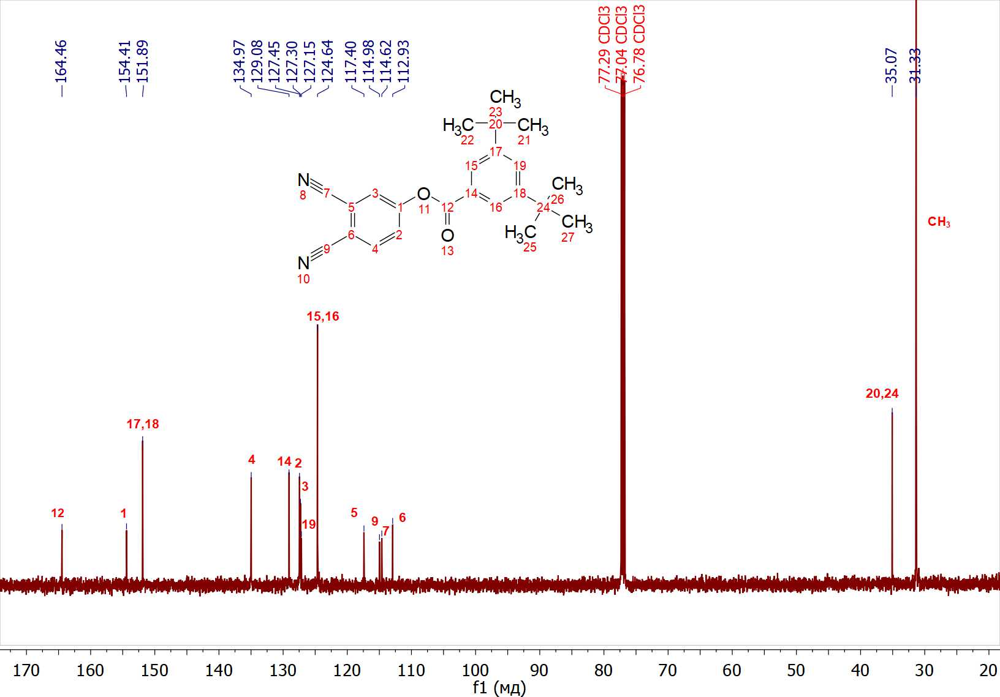 164.46
154.41
151.89
134.97
129.08
127.45
127.30
127.15
124.64
117.40
114.98
114.62
112.93
77.29 CDCl3
77.04 CDCl3
76.78 CDCl3
35.07
31.33
CH3
23
H3C 20 CH3
22 21
17
15 19
N 8 7 3 O 11 12 14 16 18 CH3 26
5 1 24 CH3 27
6 2 O 13 H3C 25
9 4
N 10
CH3
15,16
20,24
17,18
4
14 2
3
12
1
19
5
9
7
6
170 160 150 140 130 120 110 100 90 80 70 60 50 40 30 20
f1 (мд)